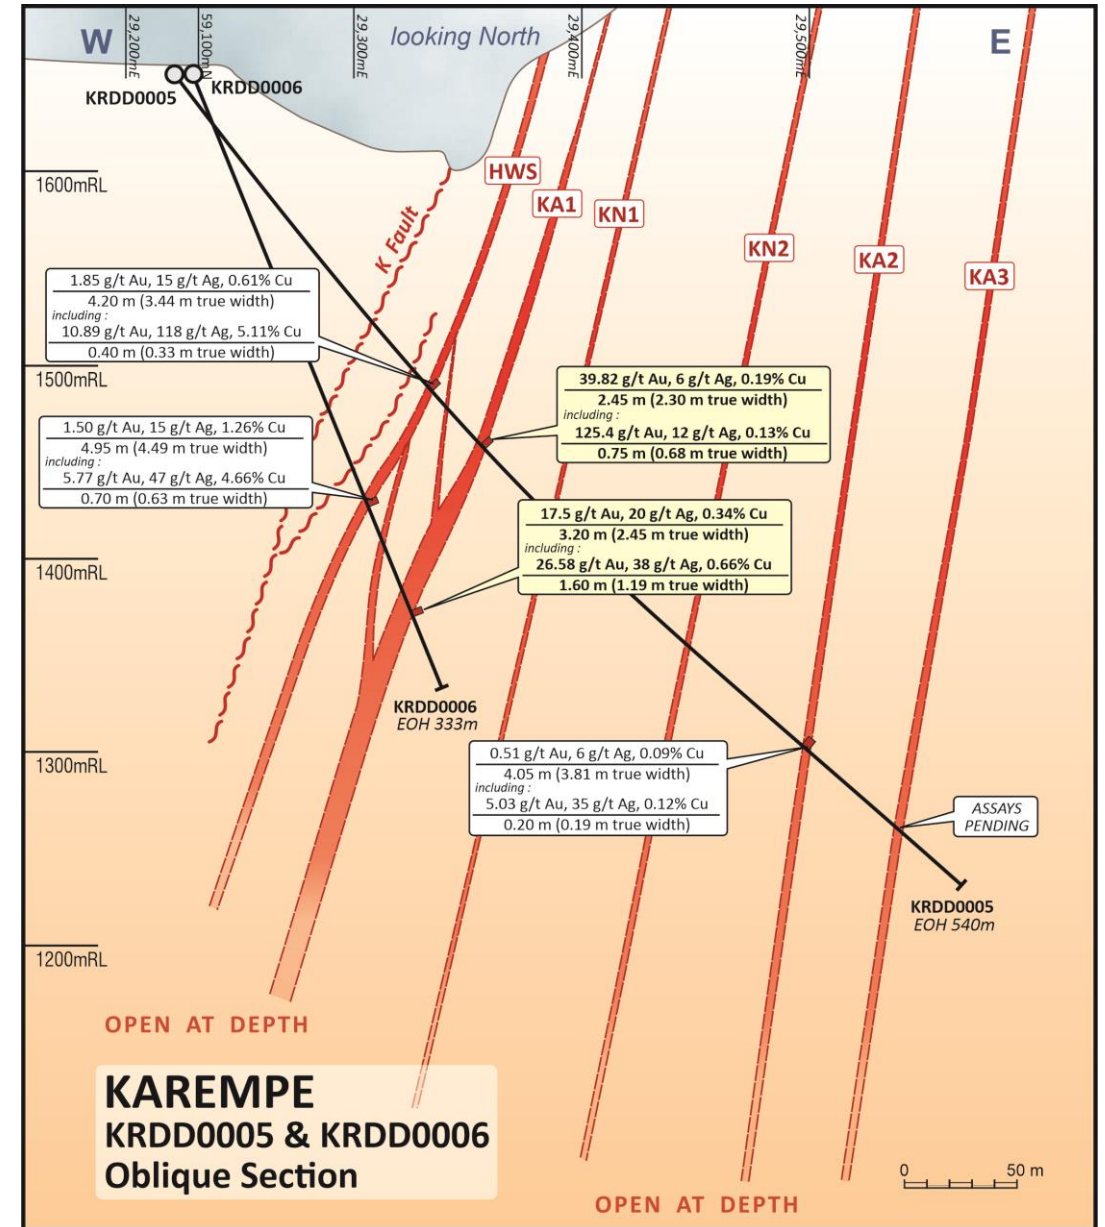 W
29,200mE
59,100mN
29,300mE
looking North
29,400mE
29,500mE
E
KRDD0005
KRDD0006
1600mRL
HWS
KA1
KN1
KN2
KA2
KA3
K Fault
1.85 g/t Au, 15 g/t Ag, 0.61% Cu
4.20 m (3.44 m true width)
including :
10.89 g/t Au, 118 g/t Ag, 5.11% Cu
0.40 m (0.33 m true width)
1500mRL
39.82 g/t Au, 6 g/t Ag, 0.19% Cu
2.45 m (2.30 m true width)
including :
125.4 g/t Au, 12 g/t Ag, 0.13% Cu
0.75 m (0.68 m true width)
1.50 g/t Au, 15 g/t Ag, 1.26% Cu
4.95 m (4.49 m true width)
including :
5.77 g/t Au, 47 g/t Ag, 4.66% Cu
0.70 m (0.63 m true width)
17.5 g/t Au, 20 g/t Ag, 0.34% Cu
3.20 m (2.45 m true width)
including :
26.58 g/t Au, 38 g/t Ag, 0.66% Cu
1.60 m (1.19 m true width)
1400mRL
KRDD0006
EOH 333m
1300mRL
0.51 g/t Au, 6 g/t Ag, 0.09% Cu
4.05 m (3.81 m true width)
including :
5.03 g/t Au, 35 g/t Ag, 0.12% Cu
0.20 m (0.19 m true width)
ASSAYS
PENDING
KRDD0005
EOH 540m
1200mRL
OPEN AT DEPTH
KAREMPE
KRDD0005 & KRDD0006
Oblique Section
0 50 m
OPEN AT DEPTH